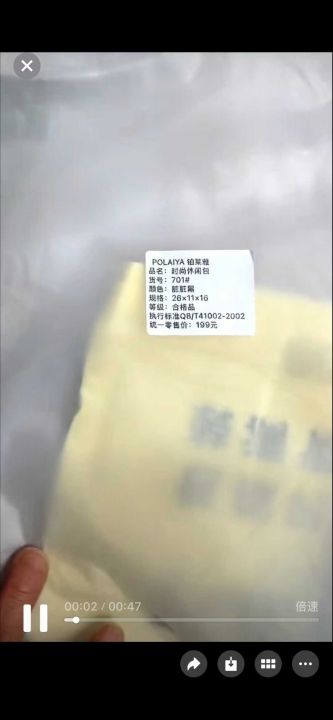 POLAIYA 铂莱雅
品名：时尚休闲包
货号：701#
颜色：脏脏属
规格：26×11×16
等级：合格品
执行标准QB/T41002-2002
统一零售价：199元
00:02 / 00:47
倍速